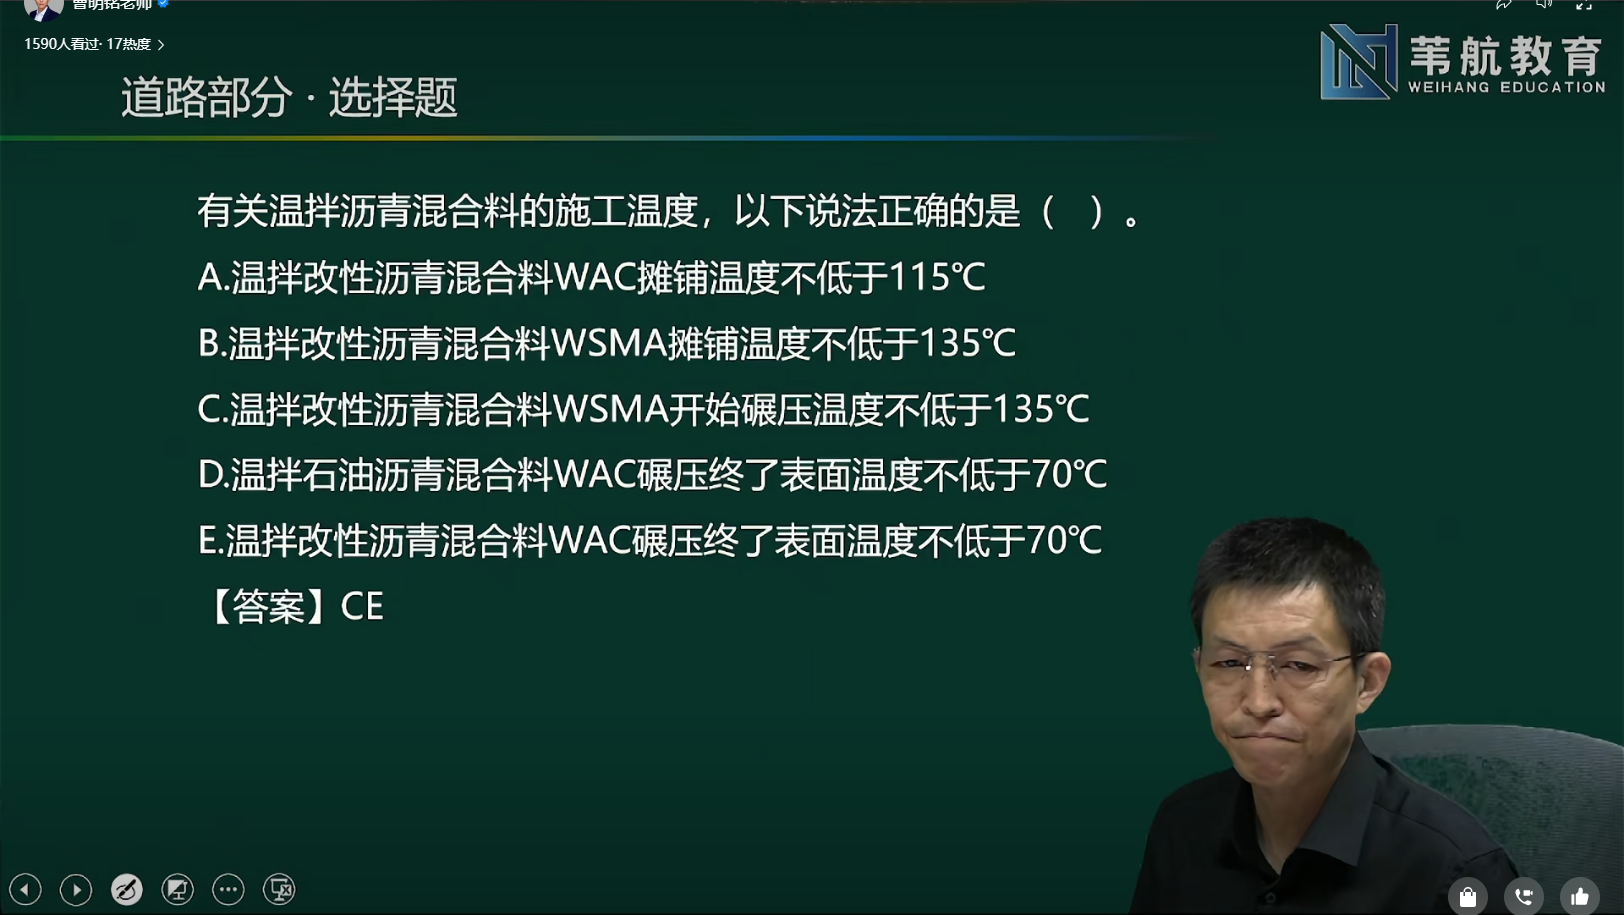 曹明铭老师
1590人看过· 17热度 >
苇航教育
WEIHANG EDUCATION
道路部分 · 选择题
有关温拌沥青混合料的施工温度，以下说法正确的是（　）。
A.温拌改性沥青混合料WAC摊铺温度不低于115℃
B.温拌改性沥青混合料WSMA摊铺温度不低于135℃
C.温拌改性沥青混合料WSMA开始碾压温度不低于135℃
D.温拌石油沥青混合料WAC碾压终了表面温度不低于70℃
E.温拌改性沥青混合料WAC碾压终了表面温度不低于70℃
【答案】CE